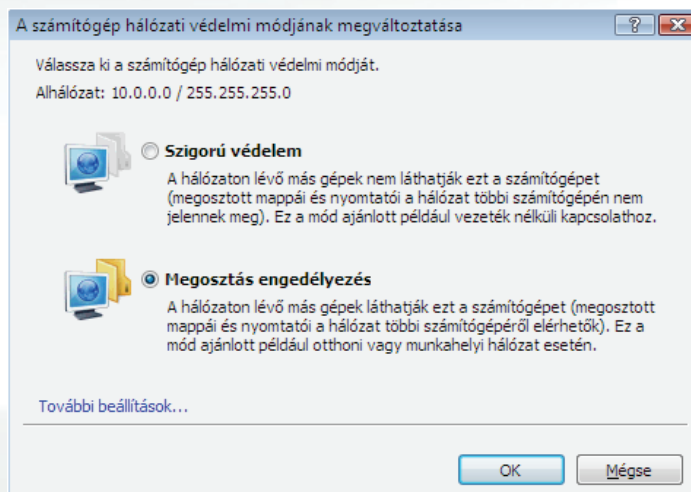 A számítógép hálózati védelmi módjának megváltoztatása
Válassza ki a számítógép hálózati védelmi módját.
Alhálózat: 10.0.0.0 / 255.255.255.0
Szigorú védelem
A hálózaton lévő más gépek nem láthatják ezt a számítógépet
(megosztott mappái és nyomtatói a hálózat többi számítógépén nem
jelennek meg). Ez a mód ajánlott például vezeték nélküli kapcsolathoz.
Megosztás engedélyezés
A hálózaton lévő más gépek láthatják ezt a számítógépet (megosztott
mappái és nyomtatói a hálózat többi számítógépéről elérhetők). Ez a
mód ajánlott például otthoni vagy munkahelyi hálózat esetén.
További beállítások...
OK
Mégse